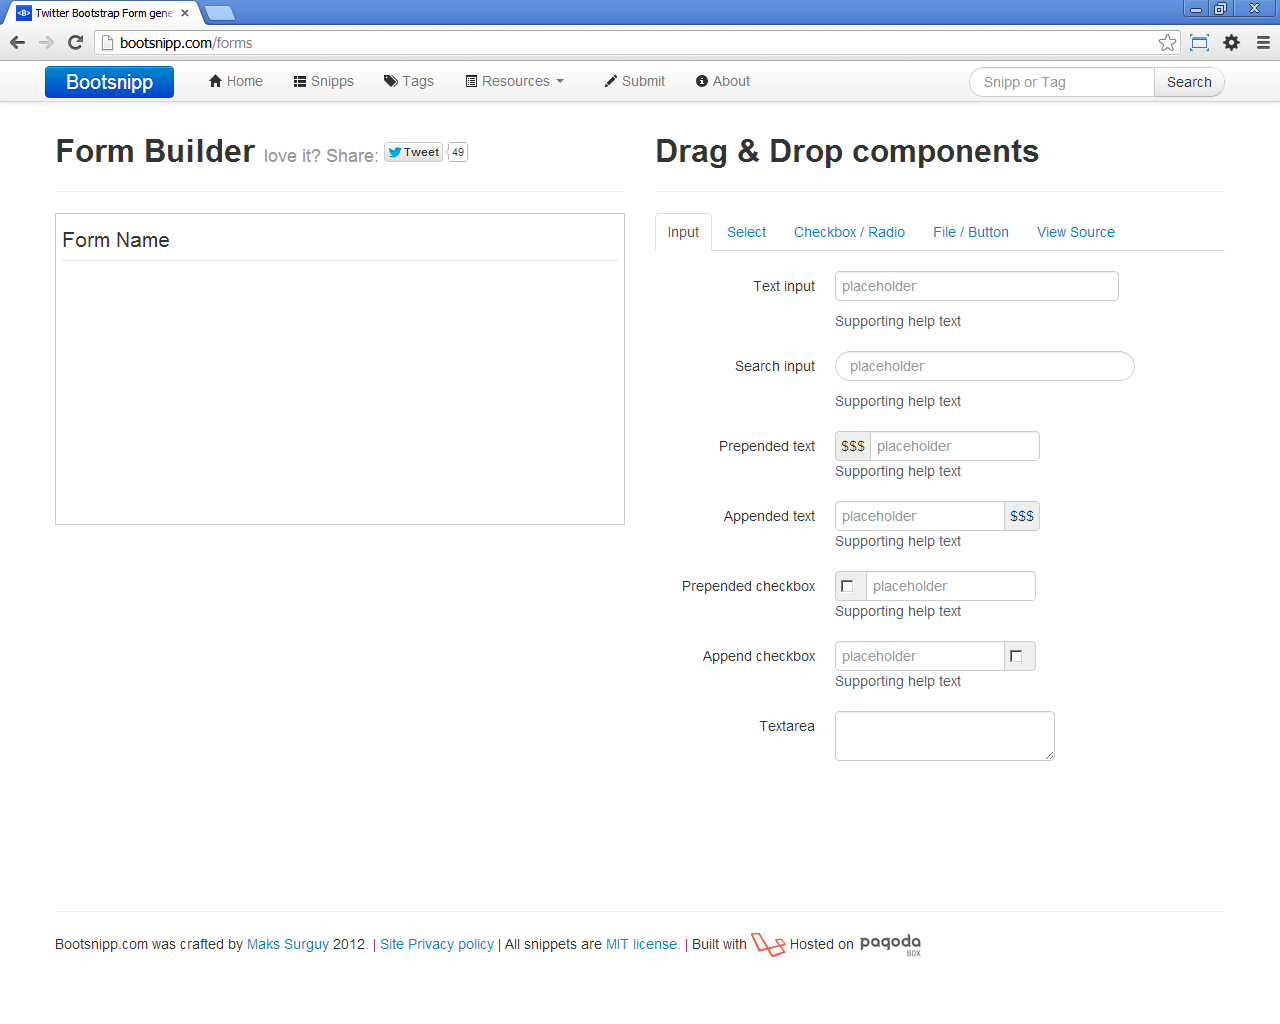 <B> Twitter Bootstrap Form gene
bootsnipp.com/forms
Bootsnipp Home Snipps Tags Resources Submit About Snipp or Tag Search
Form Builder love it? Share: Tweet 49
Drag & Drop components
Form Name
Input Select Checkbox / Radio File / Button View Source
Text input placeholder
Supporting help text
Search input placeholder
Supporting help text
Prepended text $$$ placeholder
Supporting help text
Appended text placeholder $$$
Supporting help text
Prepended checkbox placeholder
Supporting help text
Append checkbox placeholder
Supporting help text
Textarea
Bootsnipp.com was crafted by Maks Surguy 2012. | Site Privacy policy | All snippets are MIT license. | Built with Hosted on pagoda BOX